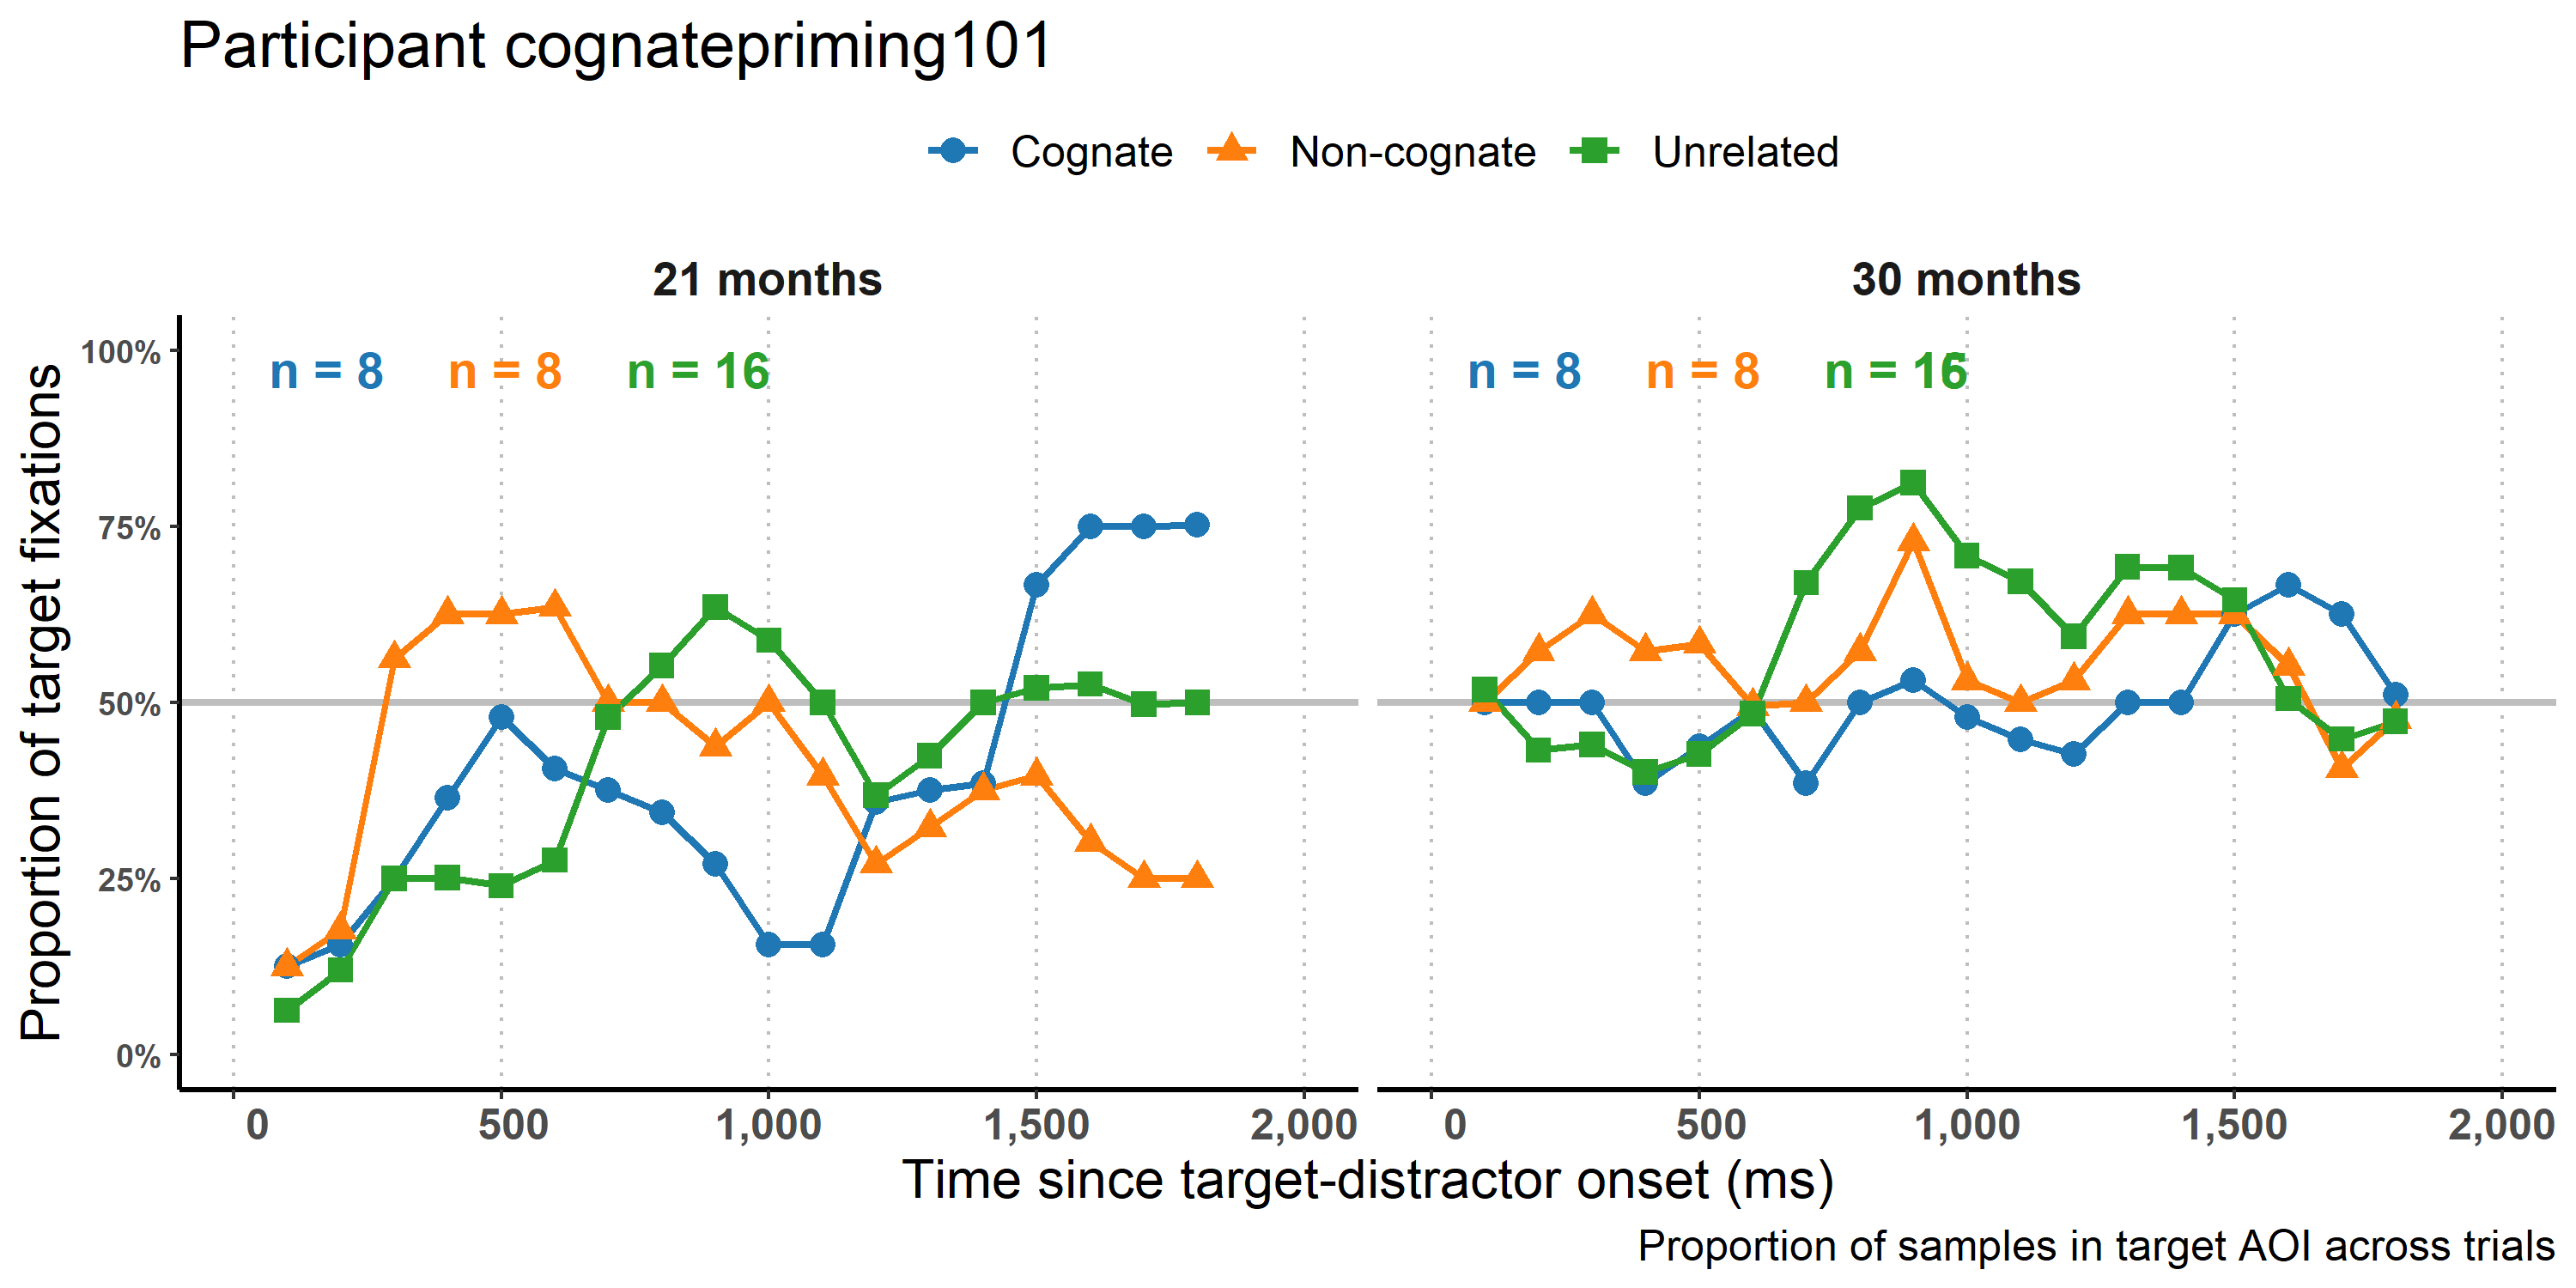 Participant cognatepriming101
Cognate Non-cognate Unrelated
21 months 30 months
n = 8 n = 8 n = 16 n = 8 n = 8 n =
100%
75%
50%
25%
0%
Proportion of target fixations
0 500 1,000 1,500 2,000 0 500 1,000 1,500 2,000
Time since target-distractor onset (ms)
Proportion of samples in target AOI across trials